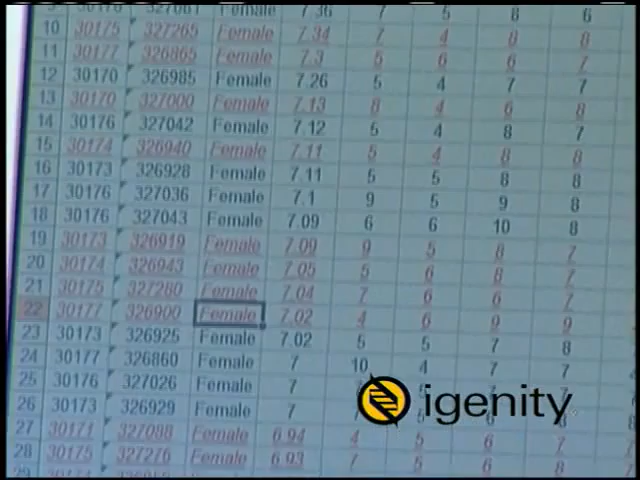 327061 Female 7.36 7 5 8 6
10 30175 327265 Female 7.34 7 4 8 8
11 30177 326865 Female 7.3 5 6 6 7
12 30170 326985 Female 7.26 5 4 7 7
13 30170 327000 Female 7.13 8 4 6 8
14 30176 327042 Female 7.12 5 4 8 7
15 30174 326940 Female 7.11 5 4 8 8
16 30173 326928 Female 7.11 5 5 8 8
17 30176 327036 Female 7.1 9 5 9 8
18 30176 327043 Female 7.09 6 6 10 8
19 30173 326919 Female 7.09 9 5 8 7
20 30174 326943 Female 7.05 5 6 8 7
21 30175 327280 Female 7.04 7 6 6 7
22 30177 326900 Female 7.02 4 6 9 9
23 30173 326925 Female 7.02 5 5 7 8
24 30177 326860 Female 7 10 4 7 7
25 30176 327026 Female 7
26 30173 326929 Female 7
igenity
27 30171 327088 Female 6.94 4 5 6 7
28 30175 327276 Female 6.93 7 5 6 8
29